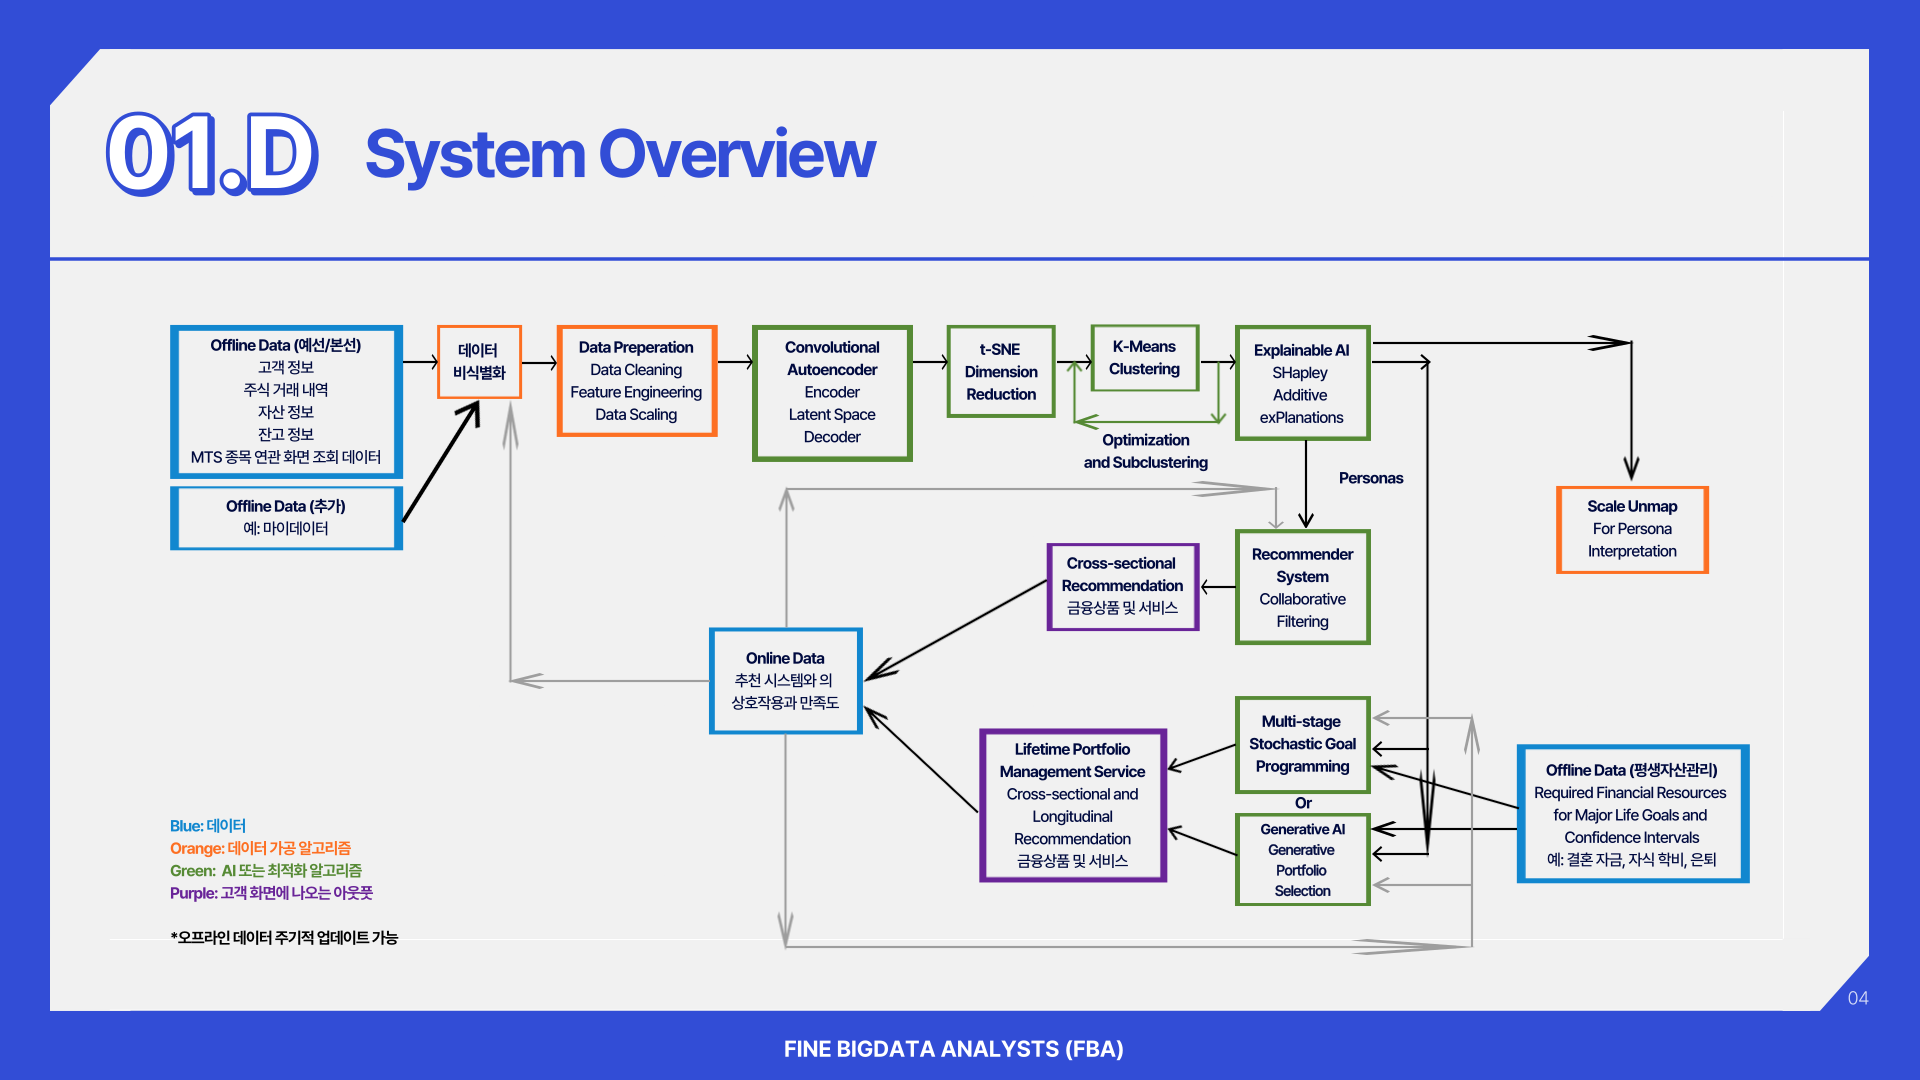 01.D
System Overview
Offline Data (예선/본선)
고객 정보
주식 거래 내역
자산 정보
잔고 정보
MTS 종목 연관 화면 조회 데이터
Offline Data (추가)
예: 마이데이터
데이터
비식별화
Data Preperation
Data Cleaning
Feature Engineering
Data Scaling
Convolutional
Autoencoder
Encoder
Latent Space
Decoder
t-SNE
Dimension
Reduction
K-Means
Clustering
Optimization
and Subclustering
Explainable AI
SHapley
Additive
exPlanations
Personas
Scale Unmap
For Persona
Interpretation
Recommender
System
Collaborative
Filtering
Cross-sectional
Recommendation
금융상품 및 서비스
Online Data
추천 시스템와 의
상호작용과 만족도
Lifetime Portfolio
Management Service
Cross-sectional and
Longitudinal
Recommendation
금융상품 및 서비스
Multi-stage
Stochastic Goal
Programming
Or
Generative AI
Generative
Portfolio
Selection
Offline Data (평생자산관리)
Required Financial Resources
for Major Life Goals and
Confidence Intervals
예: 결혼 자금, 자식 학비, 은퇴
Blue: 데이터
Orange: 데이터 가공 알고리즘
Green: AI 또는 최적화 알고리즘
Purple: 고객 화면에 나오는 아웃풋
*오프라인 데이터 주기적 업데이트 가능
04
FINE BIGDATA ANALYSTS (FBA)